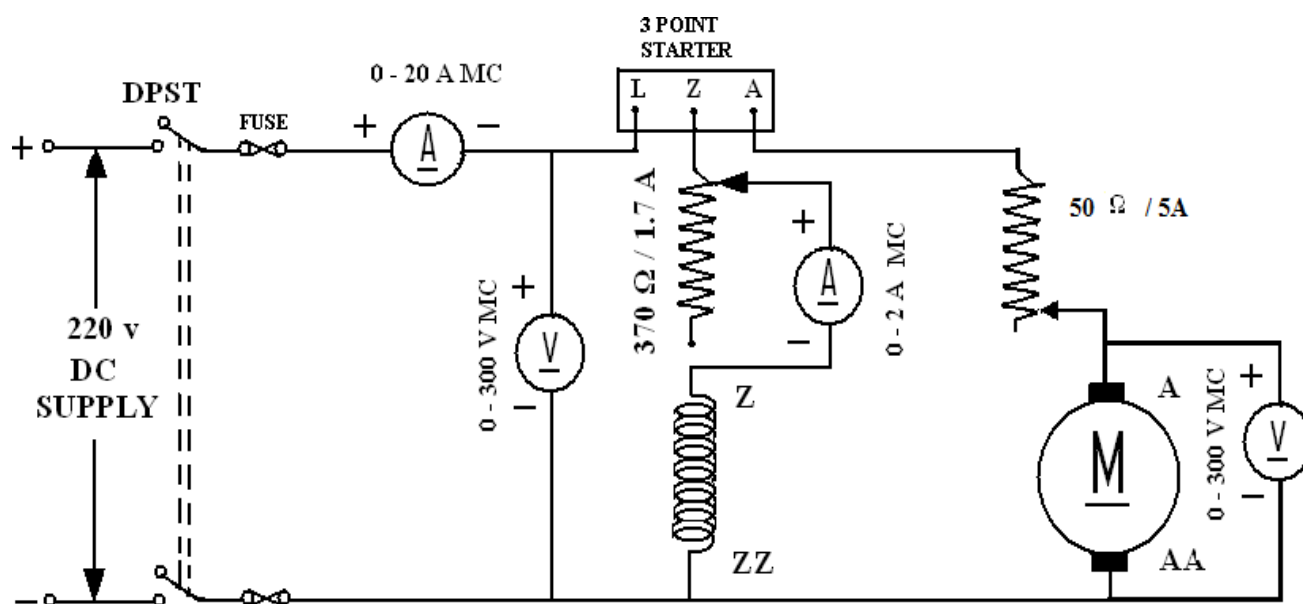 3 POINT
STARTER
0 - 20 A MC
L Z A
DPST
FUSE
+ −
+
A
370 Ω / 1.7 A
50 Ω / 5A
+
A
−
0 - 2 A MC
220 v
DC
SUPPLY
0 - 300 V MC
+
V
−
Z
A
M
AA
+
V
−
0 - 300 V MC
ZZ
−